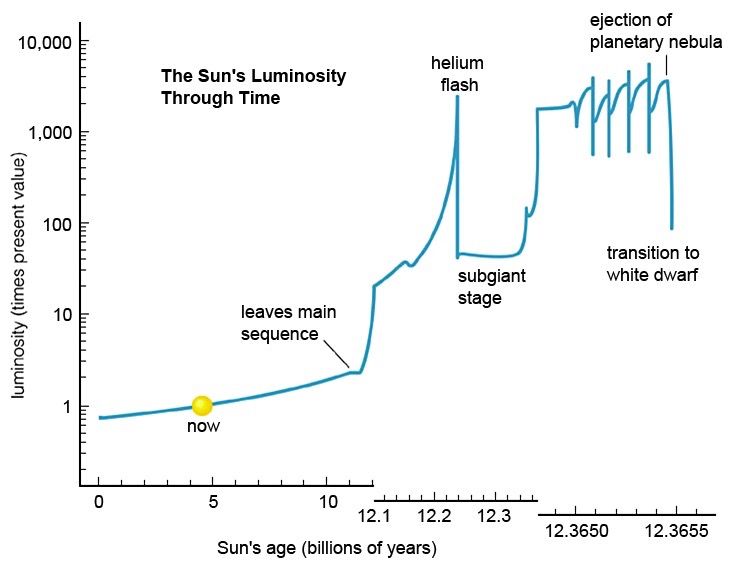 ejection of
planetary nebula
10,000
The Sun's Luminosity
Through Time
helium
flash
1,000
luminosity (times present value)
100
transition to
white dwarf
subgiant
stage
10
leaves main
sequence
1
now
0
5
10
12.1
12.2
12.3
12.3650
12.3655
Sun's age (billions of years)